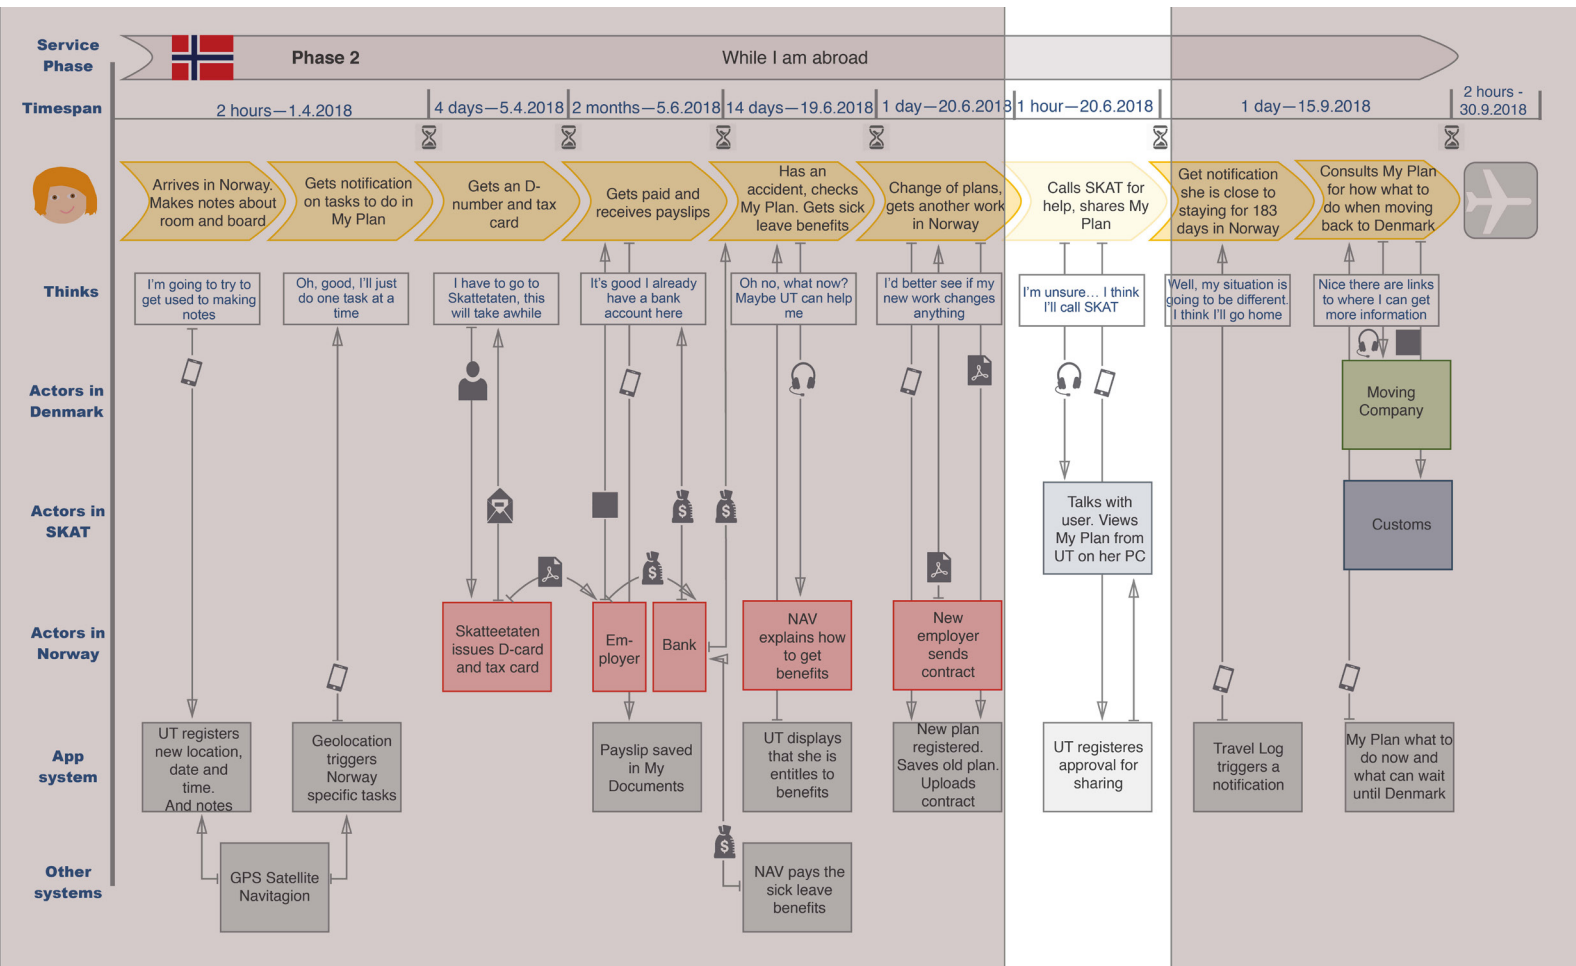 Service
Phase
Phase 2
While I am abroad
Timespan
2 hours—1.4.2018
4 days—5.4.2018
2 months—5.6.2018
14 days—19.6.2018
1 day—20.6.2018
1 hour—20.6.2018
1 day—15.9.2018
2 hours -
30.9.2018
Arrives in Norway.
Makes notes about
room and board
Gets notification
on tasks to do in
My Plan
Gets an D-
number and tax
card
Gets paid and
receives payslips
Has an
accident, checks
My Plan. Gets sick
leave benefits
Change of plans,
gets another work
in Norway
Calls SKAT for
help, shares My
Plan
Get notification
she is close to
staying for 183
days in Norway
Consults My Plan
for how what to
do when moving
back to Denmark
Thinks
I'm going to try to
get used to making
notes
Oh, good, I'll just
do one task at a
time
I have to go to
Skattetaten, this
will take awhile
It's good I already
have a bank
account here
Oh no, what now?
Maybe UT can help
me
I'd better see if my
new work changes
anything
I'm unsure... I think
I'll call SKAT
Well, my situation is
going to be different.
I think I'll go home
Nice there are links
to where I can get
more information
Actors in
Denmark
Moving
Company
Actors in
SKAT
Talks with
user. Views
My Plan from
UT on her PC
Customs
Actors in
Norway
Skatteetaten
issues D-card
and tax card
Em-
ployer
Bank
NAV
explains how
to get
benefits
New
employer
sends
contract
App
system
UT registers
new location,
date and
time.
And notes
Geolocation
triggers
Norway
specific tasks
Payslip saved
in My
Documents
UT displays
that she is
entitles to
benefits
New plan
registered.
Saves old plan.
Uploads
contract
UT registeres
approval for
sharing
Travel Log
triggers a
notification
My Plan what to
do now and
what can wait
until Denmark
Other
systems
GPS Satellite
Navitagion
NAV pays the
sick leave
benefits